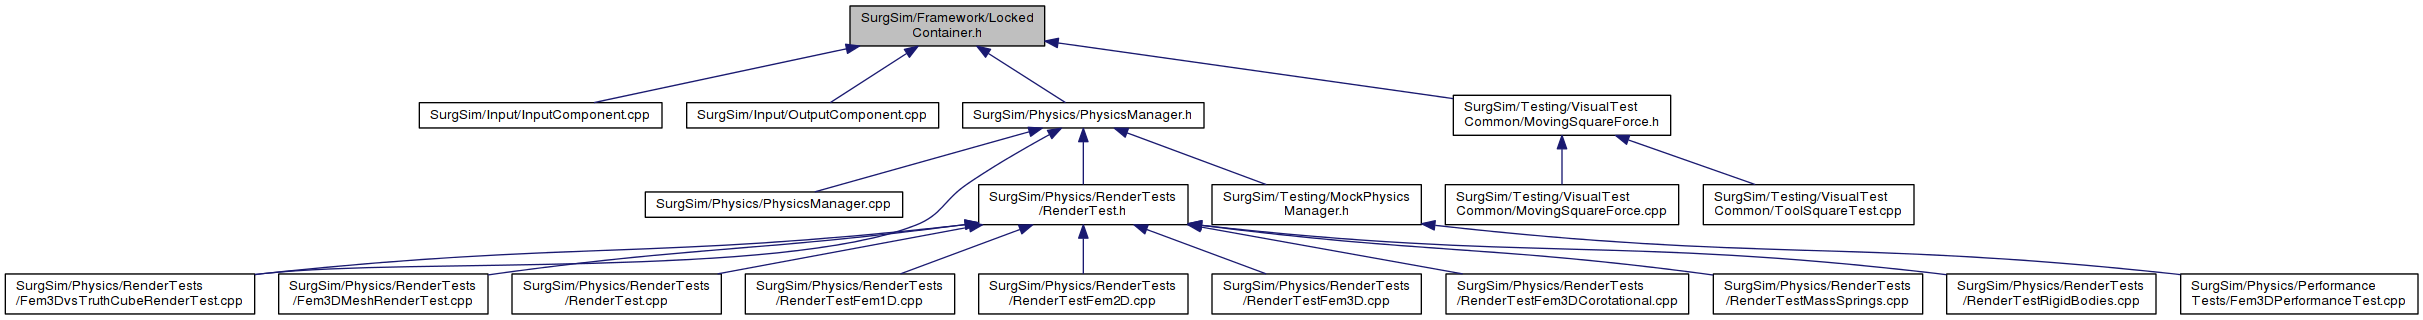 SurgSim/Framework/Locked
Container.h
SurgSim/Input/InputComponent.cpp
SurgSim/Input/OutputComponent.cpp
SurgSim/Physics/PhysicsManager.h
SurgSim/Testing/VisualTest
Common/MovingSquareForce.h
SurgSim/Physics/PhysicsManager.cpp
SurgSim/Physics/RenderTests
/RenderTest.h
SurgSim/Testing/MockPhysics
Manager.h
SurgSim/Testing/VisualTest
Common/MovingSquareForce.cpp
SurgSim/Testing/VisualTest
Common/ToolSquareTest.cpp
SurgSim/Physics/RenderTests
/Fem3DvsTruthCubeRenderTest.cpp
SurgSim/Physics/RenderTests
/Fem3DMeshRenderTest.cpp
SurgSim/Physics/RenderTests
/RenderTest.cpp
SurgSim/Physics/RenderTests
/RenderTestFem1D.cpp
SurgSim/Physics/RenderTests
/RenderTestFem2D.cpp
SurgSim/Physics/RenderTests
/RenderTestFem3D.cpp
SurgSim/Physics/RenderTests
/RenderTestFem3DCorotational.cpp
SurgSim/Physics/RenderTests
/RenderTestMassSprings.cpp
SurgSim/Physics/RenderTests
/RenderTestRigidBodies.cpp
SurgSim/Physics/Performance
Tests/Fem3DPerformanceTest.cpp